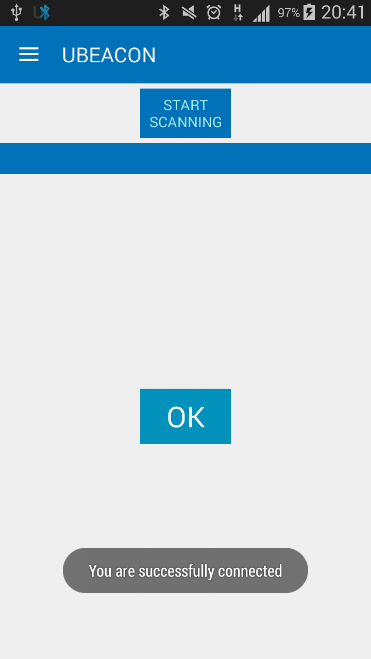 H 97% 20:41
UBEACON
START
SCANNING
OK
You are successfully connected